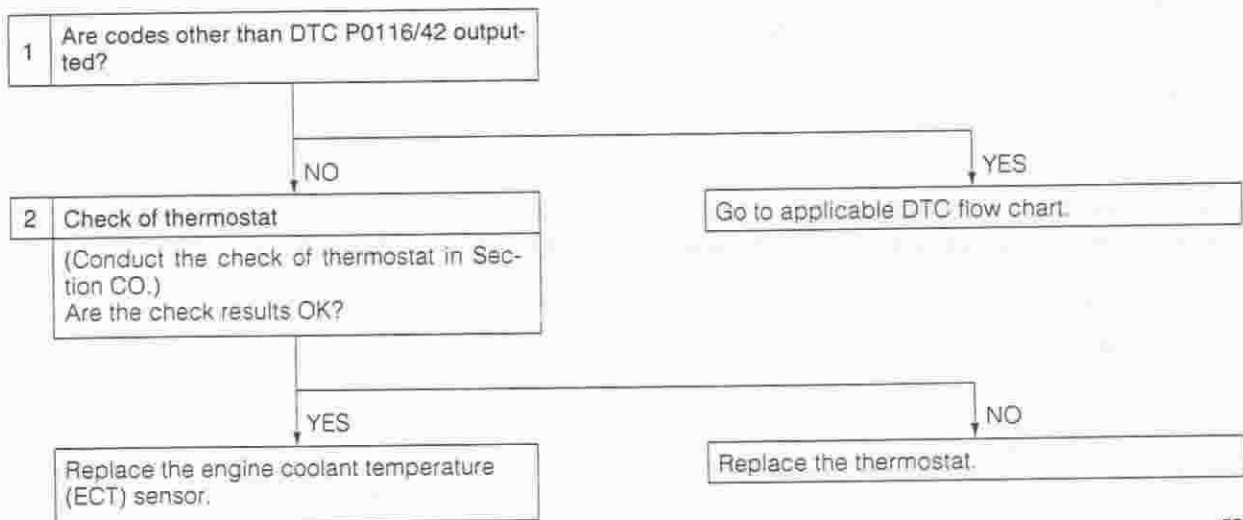 1 Are codes other than DTC P0116/42 output-
ted?
NO
YES
2 Check of thermostat
Go to applicable DTC flow chart.
(Conduct the check of thermostat in Sec-
tion CO.)
Are the check results OK?
YES
NO
Replace the engine coolant temperature
(ECT) sensor.
Replace the thermostat.